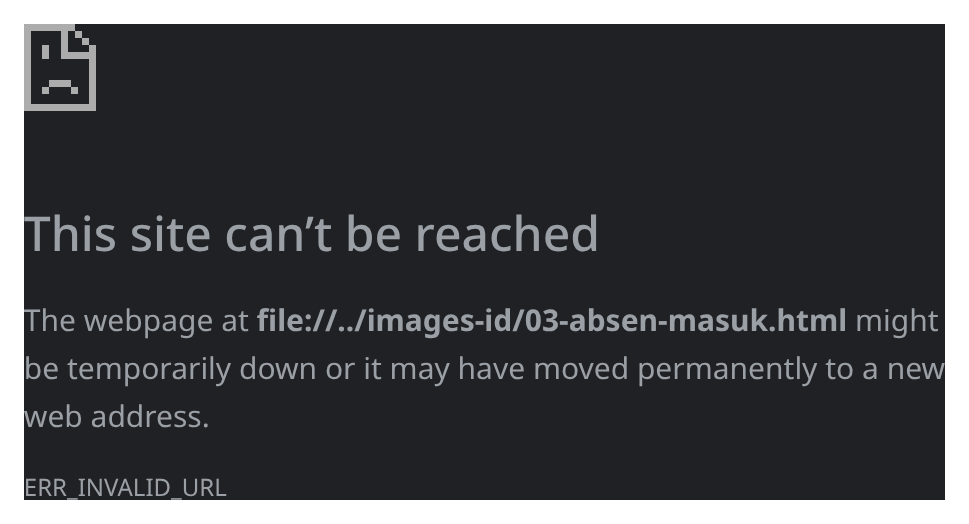 This site can’t be reached
The webpage at file://../images-id/03-absen-masuk.html might
be temporarily down or it may have moved permanently to a new
web address.
ERR_INVALID_URL